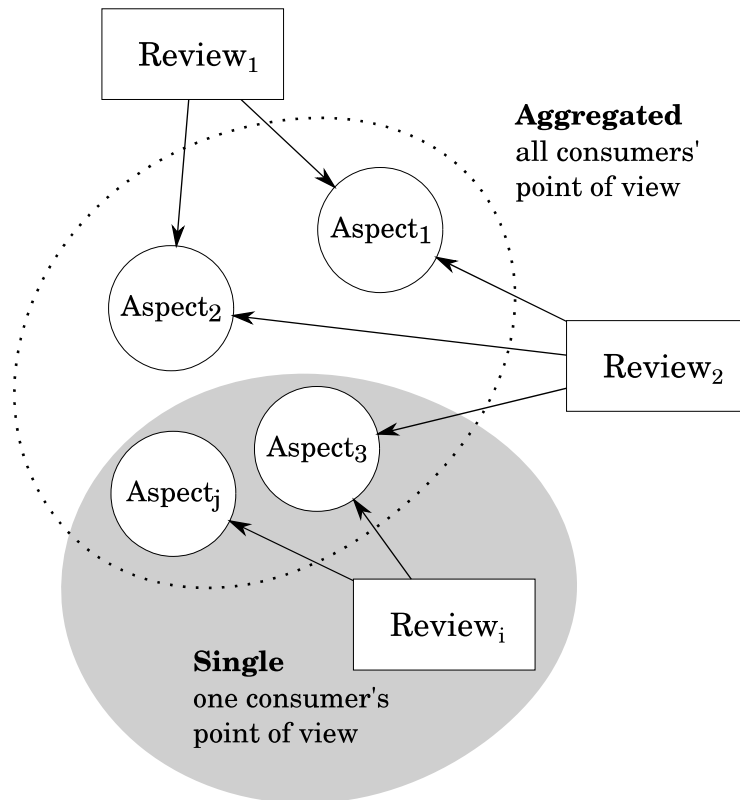 Review₁
Aggregated
all consumers'
point of view
Aspect₁
Aspect₂
Review₂
Aspect₃
Aspectⱼ
Reviewᵢ
Single
one consumer's
point of view